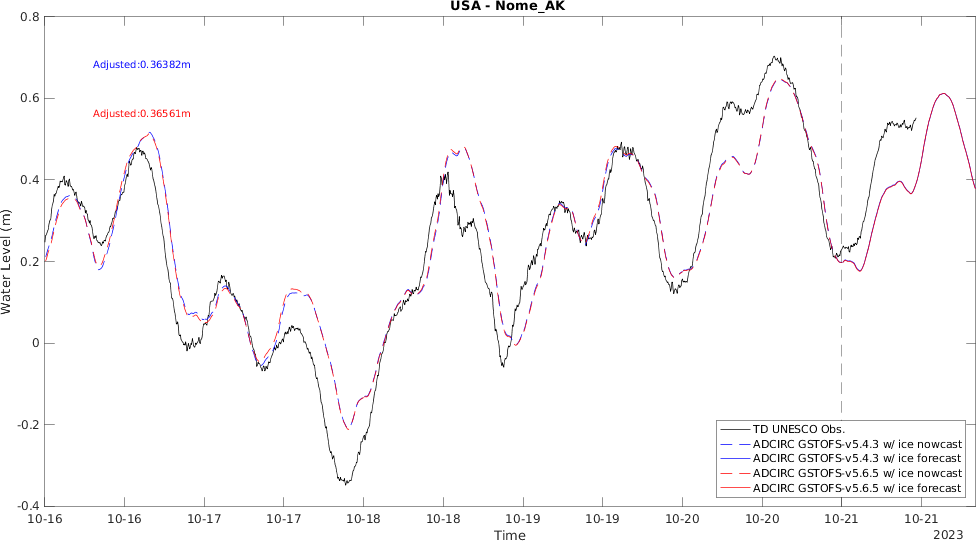 USA - Nome_AK
0.8
Adjusted:0.36382m
0.6
Adjusted:0.36561m
0.4
0.2
0
-0.2
-0.4
Water Level (m)
TD UNESCO Obs.
ADCIRC GSTOFS-v5.4.3 w/ ice nowcast
ADCIRC GSTOFS-v5.4.3 w/ ice forecast
ADCIRC GSTOFS-v5.6.5 w/ ice nowcast
ADCIRC GSTOFS-v5.6.5 w/ ice forecast
10-16 10-16 10-17 10-17 10-18 10-18 10-19 10-19 10-20 10-20 10-21 10-21
Time
2023